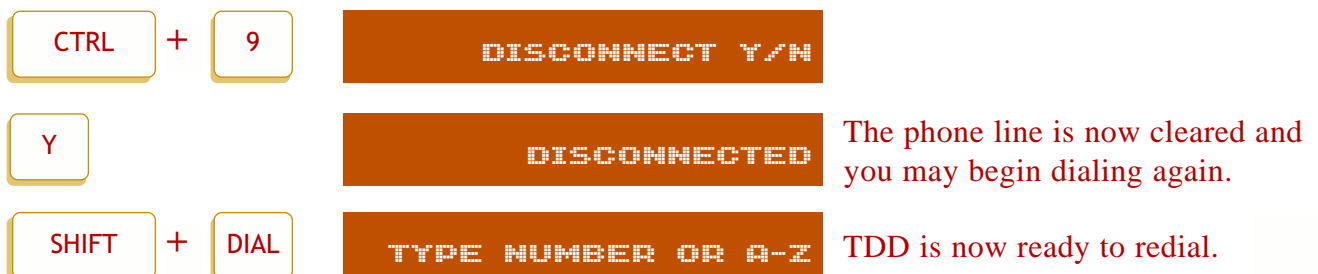 CTRL + 9 DISCONNECT Y/N
Y DISCONNECTED The phone line is now cleared and
you may begin dialing again.
SHIFT + DIAL TYPE NUMBER OR A-Z TDD is now ready to redial.